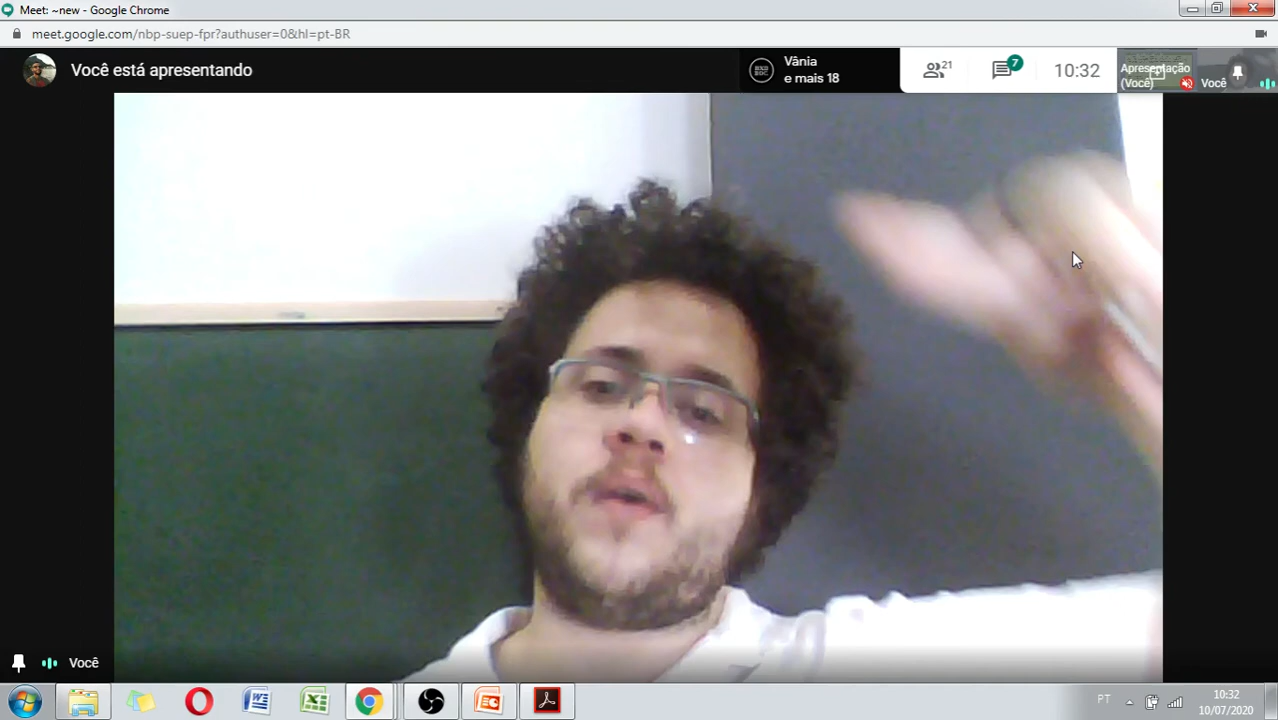 Meet: ~new - Google Chrome
meet.google.com/nbp-suep-fpr?authuser=0&hl=pt-BR
Você está apresentando
Vânia
e mais 18
21
7
10:32
Apresentação
(Você)
Você
Você
PT
10:32
10/07/2020